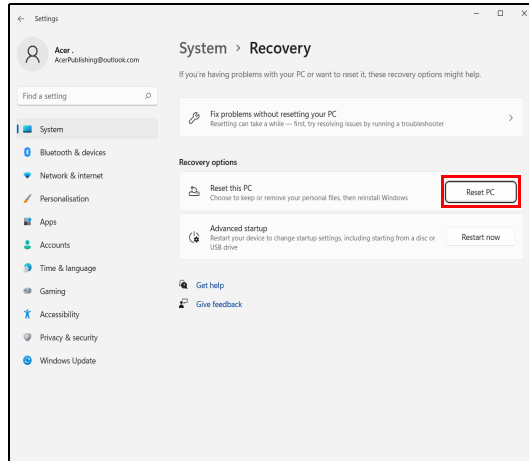 Settings
Acer .
AcerPublishing@outlook.com
Find a setting
System
Bluetooth & devices
Network & internet
Personalisation
Apps
Accounts
Time & language
Gaming
Accessibility
Privacy & security
Windows Update
System > Recovery
If you're having problems with your PC or want to reset it, these recovery options might help.
Fix problems without resetting your PC
Resetting can take a while — first, try resolving issues by running a troubleshooter
Recovery options
Reset this PC
Choose to keep or remove your personal files, then reinstall Windows
Reset PC
Advanced startup
Restart your device to change startup settings, including starting from a disc or
USB drive
Restart now
Get help
Give feedback